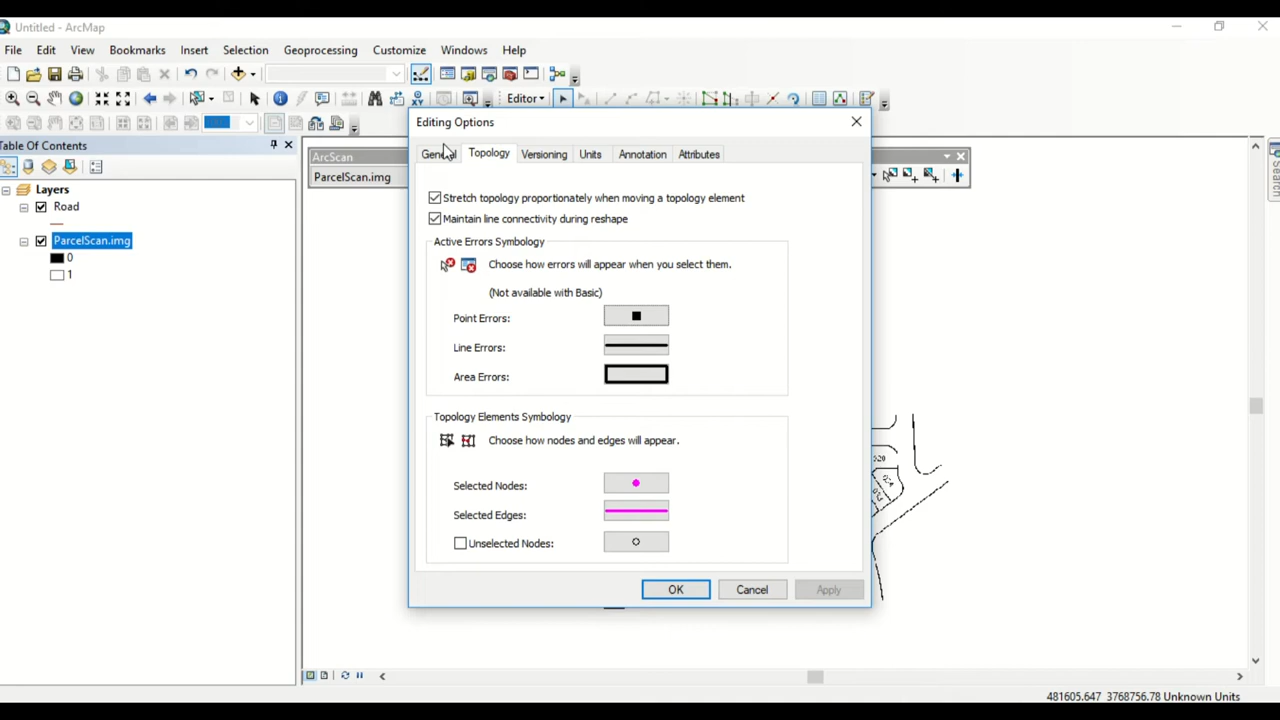 Untitled - ArcMap
File Edit View Bookmarks Insert Selection Geoprocessing Customize Windows Help
Editor
Editing Options
Table Of Contents
ArcScan
General Topology Versioning Units Annotation Attributes
ParcelScan.img
Search
Layers
Road
ParcelScan.img
0
1
Stretch topology proportionately when moving a topology element
Maintain line connectivity during reshape
Active Errors Symbology
Choose how errors will appear when you select them.
(Not available with Basic)
Point Errors:
Line Errors:
Area Errors:
Topology Elements Symbology
Choose how nodes and edges will appear.
Selected Nodes:
Selected Edges:
Unselected Nodes:
OK Cancel Apply
481605.647 3768756.78 Unknown Units